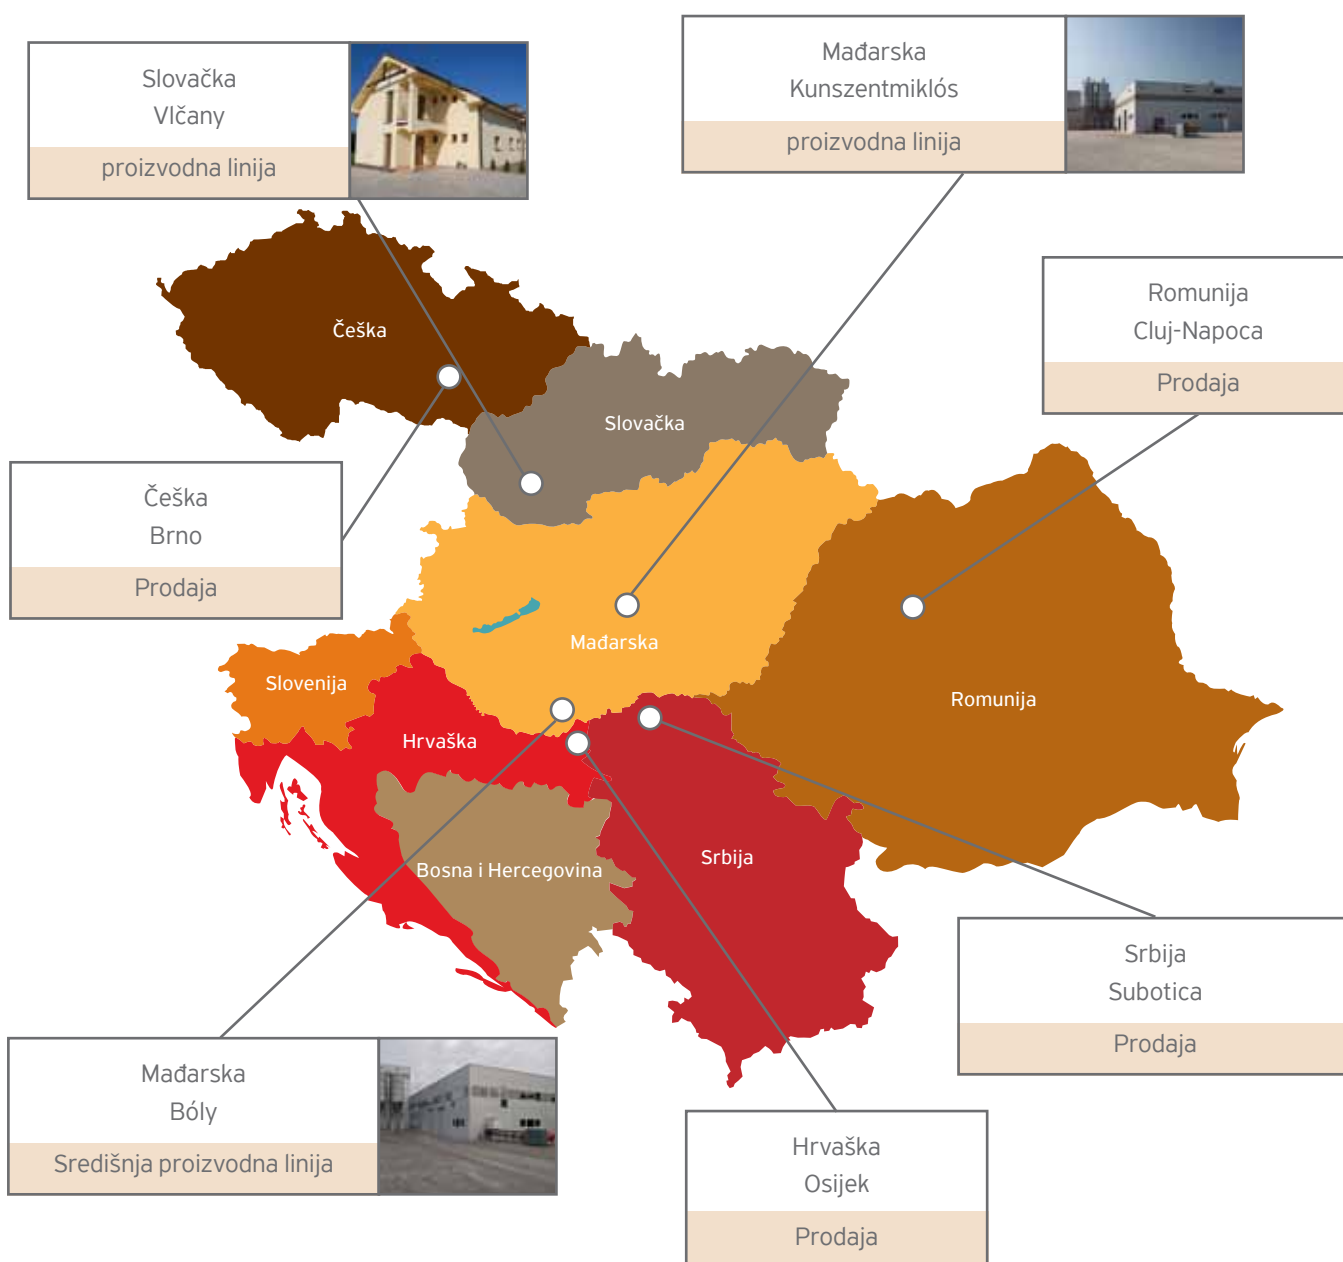 Slovačka
Vlčany
proizvodna linija
Mađarska
Kunszentmiklós
proizvodna linija
Romunija
Cluj-Napoca
Prodaja
Češka
Slovačka
Češka
Brno
Prodaja
Mađarska
Slovenija
Romunija
Hrvaška
Bosna i Hercegovina
Srbija
Srbija
Subotica
Prodaja
Mađarska
Bóly
Središnja proizvodna linija
Hrvaška
Osijek
Prodaja